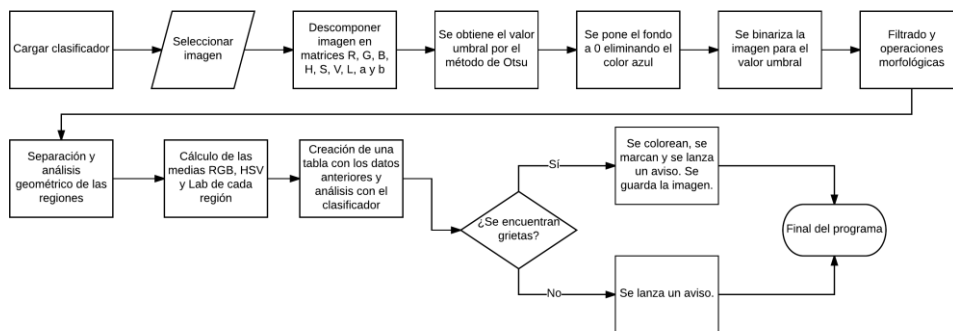 Cargar clasificador
Seleccionar
imagen
Descomponer
imagen en
matrices R, G, B,
H, S, V, L, a y b
Se obtiene el valor
umbral por el
método de Otsu
Se pone el fondo
a 0 eliminando el
color azul
Se binariza la
imagen para el
valor umbral
Filtrado y
operaciones
morfológicas
Separación y
análisis
geométrico de las
regiones
Cálculo de las
medias RGB, HSV
y Lab de cada
región
Creación de una
tabla con los datos
anteriores y
análisis con el
clasificador
¿Se encuentran
grietas?
Sí
Se colorean, se
marcan y se lanza
un aviso. Se
guarda la imagen.
No
Se lanza un aviso.
Final del programa